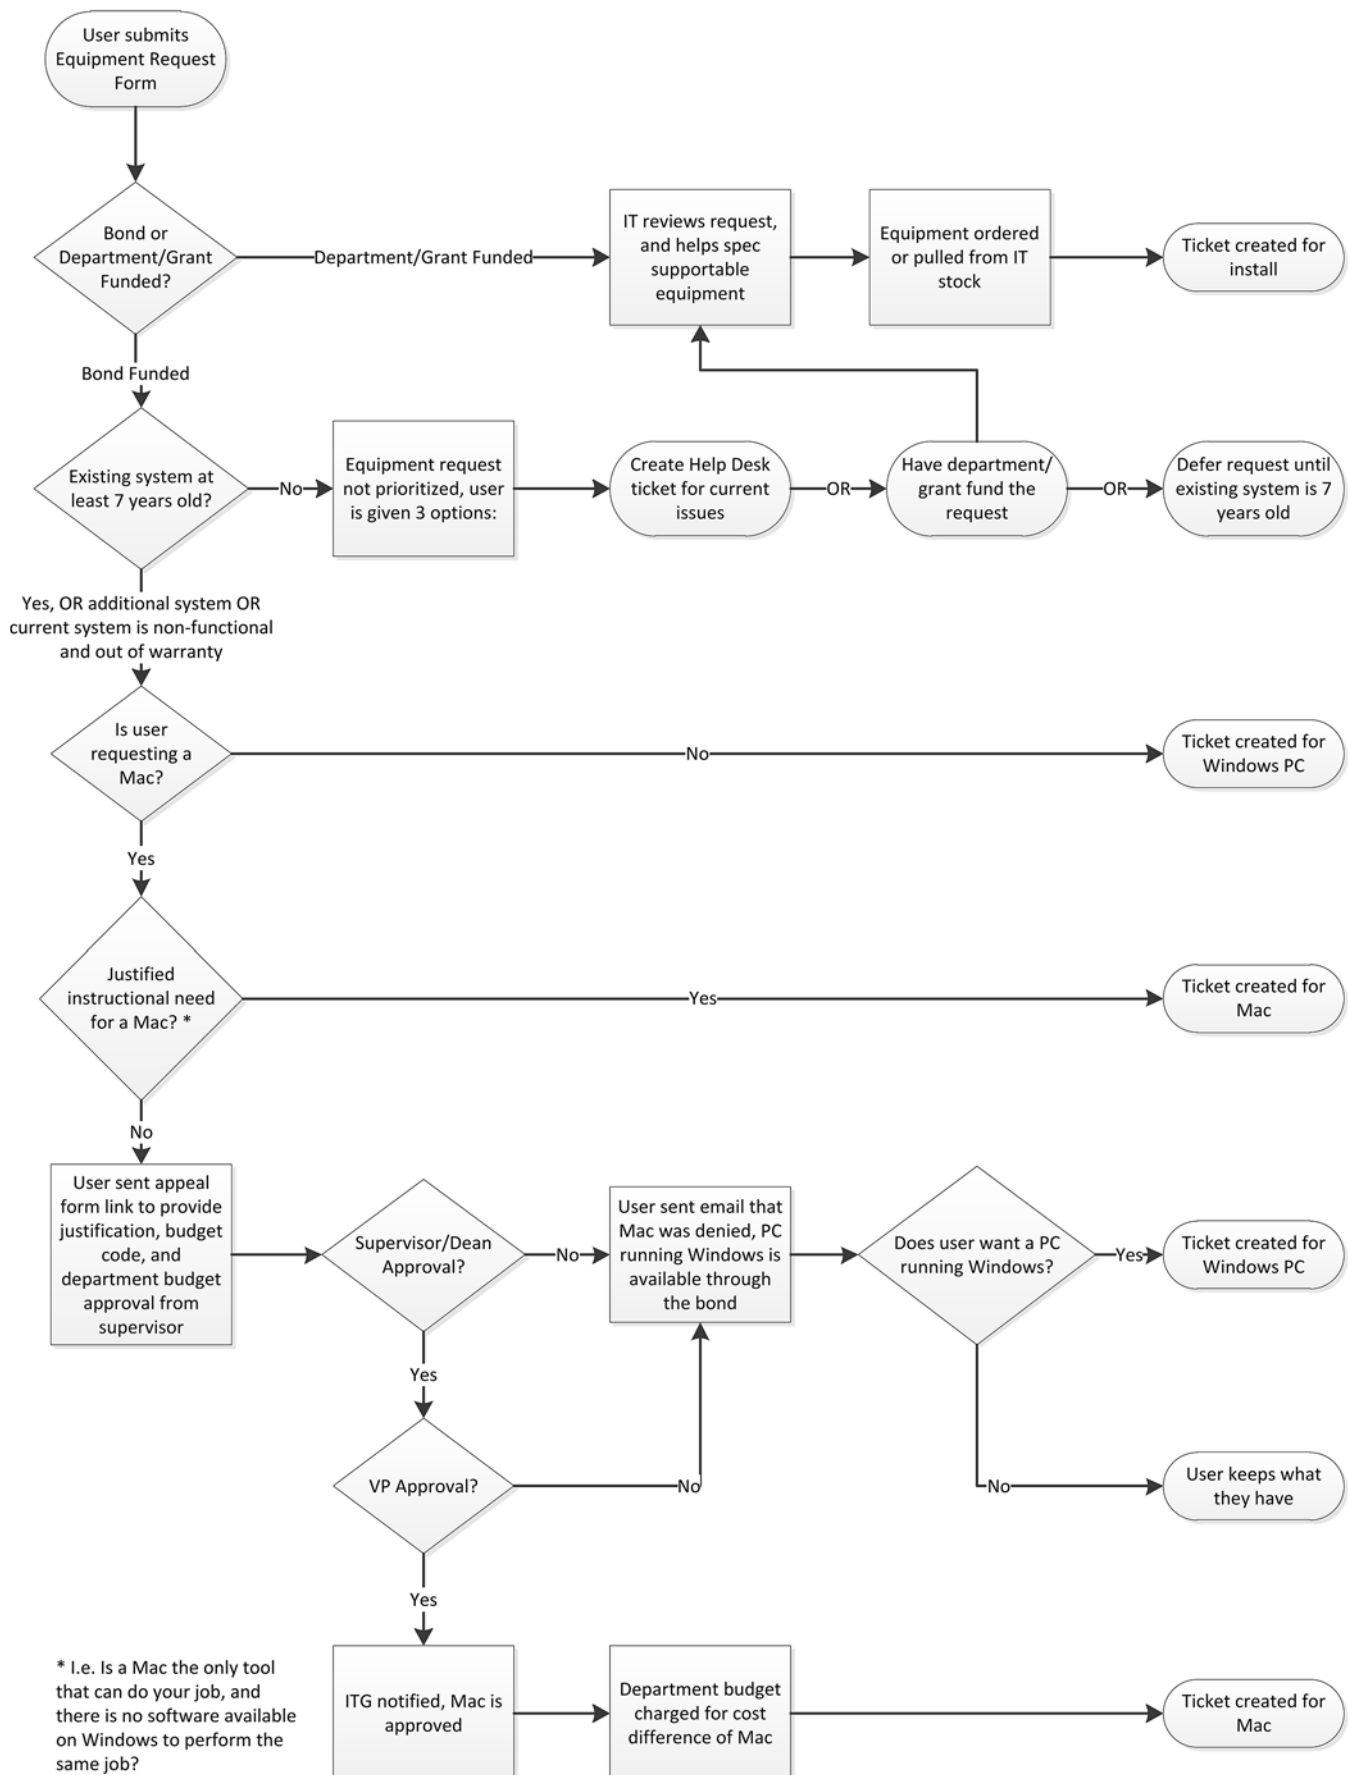 User submits
Equipment Request
Form
Bond or
Department/Grant
Funded?
Department/Grant Funded
IT reviews request,
and helps spec
supportable
equipment
Equipment ordered
or pulled from IT
stock
Ticket created for
install
Bond Funded
Existing system at
least 7 years old?
No
Equipment request
not prioritized, user
is given 3 options:
Create Help Desk
ticket for current
issues
OR
Have department/
grant fund the
request
OR
Defer request until
existing system is 7
years old
Yes, OR additional system OR
current system is non-functional
and out of warranty
Is user
requesting a
Mac?
No
Ticket created for
Windows PC
Yes
Justified
instructional need
for a Mac? *
Yes
Ticket created for
Mac
No
User sent appeal
form link to provide
justification, budget
code, and
department budget
approval from
supervisor
Supervisor/Dean
Approval?
No
User sent email that
Mac was denied, PC
running Windows is
available through
the bond
Does user want a PC
running Windows?
Yes
Ticket created for
Windows PC
Yes
VP Approval?
No
No
User keeps what
they have
Yes
* I.e. Is a Mac the only tool
that can do your job, and
there is no software available
on Windows to perform the
same job?
ITG notified, Mac is
approved
Department budget
charged for cost
difference of Mac
Ticket created for
Mac